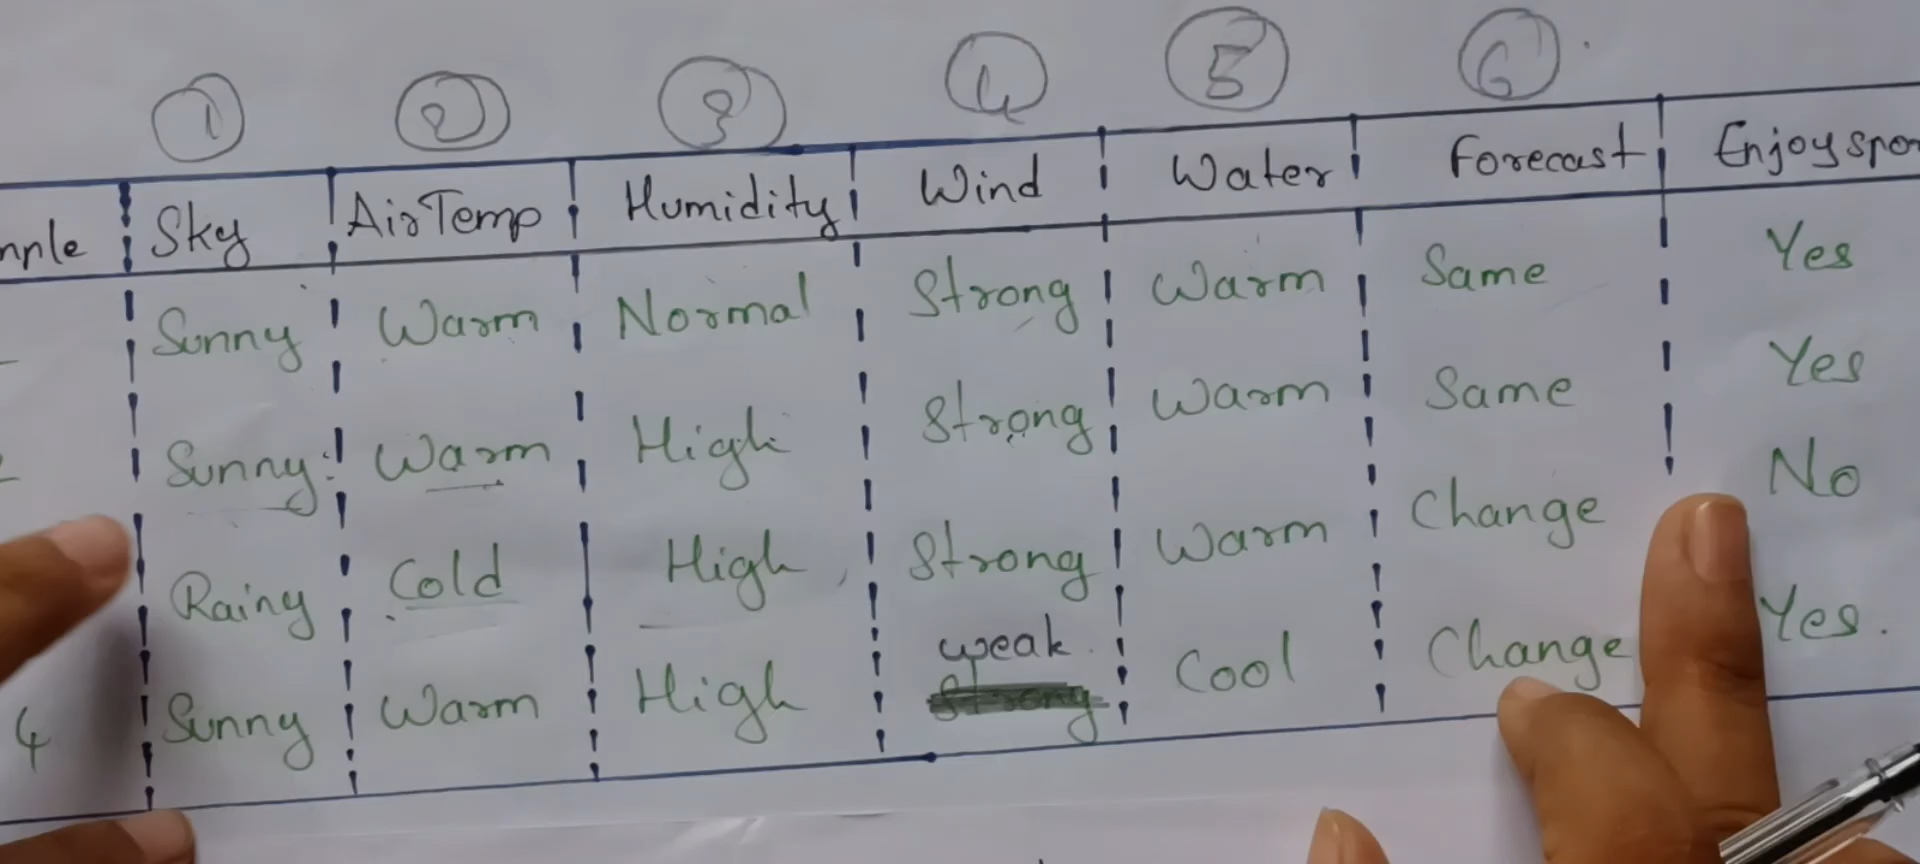 1 2 3 4 5 6
Sky AirTemp Humidity Wind Water Forecast
Sunny Warm Normal Strong Warm Same Yes
Sunny Warm High Strong Warm Same Yes
Rainy Cold High Strong Warm Change No
weak
4 Sunny Warm High Strong Cool Change Yes.